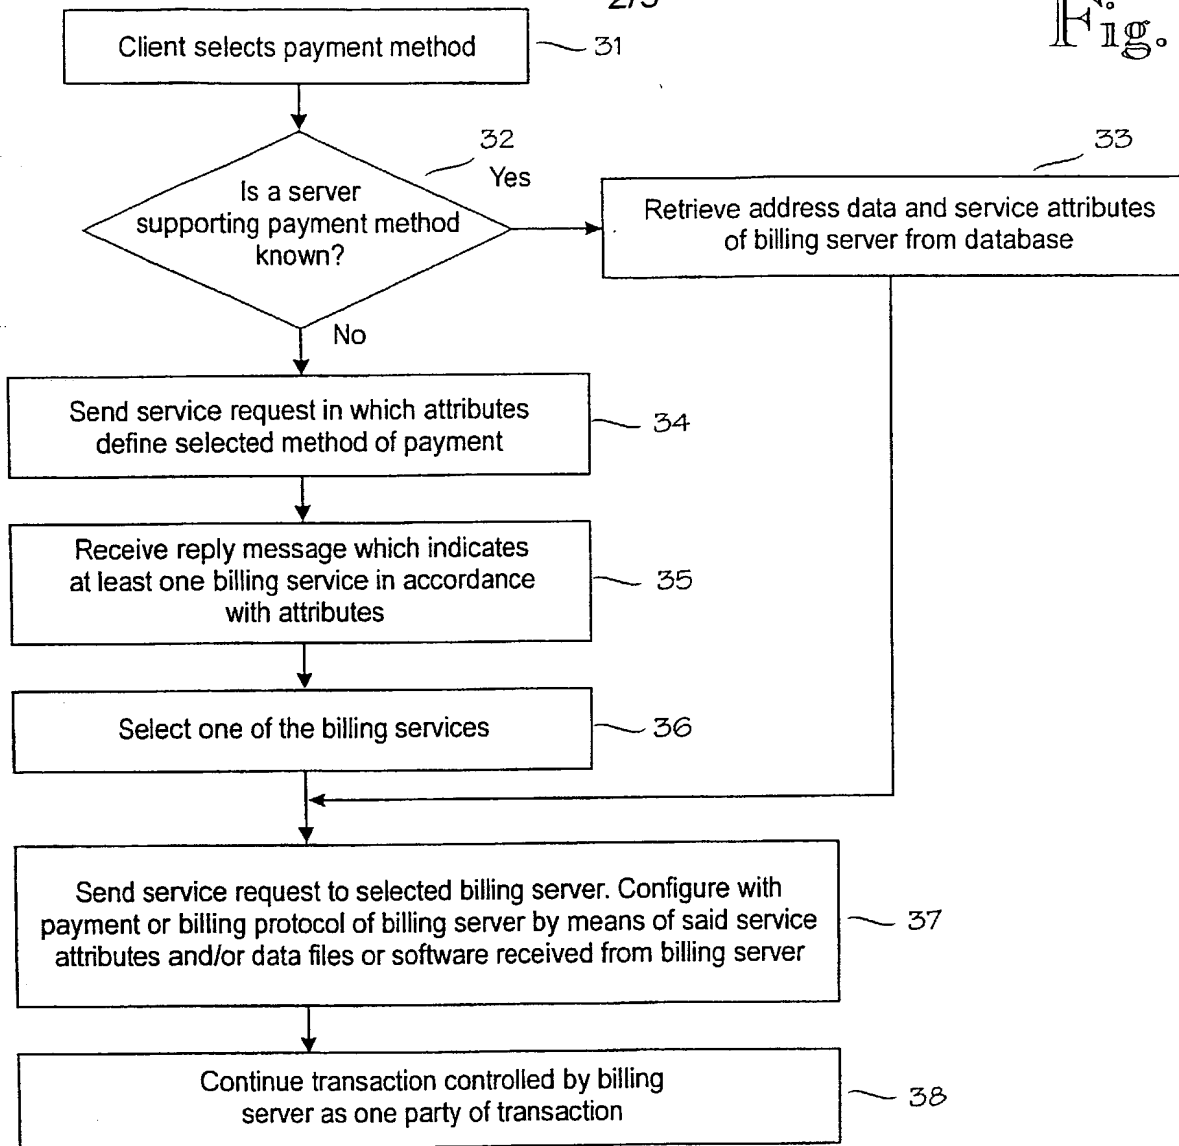 Fig.
Client selects payment method
31
32
Yes
33
Is a server
supporting payment method
known?
Retrieve address data and service attributes
of billing server from database
No
Send service request in which attributes
define selected method of payment
34
Receive reply message which indicates
at least one billing service in accordance
with attributes
35
Select one of the billing services
36
Send service request to selected billing server. Configure with
payment or billing protocol of billing server by means of said service
attributes and/or data files or software received from billing server
37
Continue transaction controlled by billing
server as one party of transaction
38